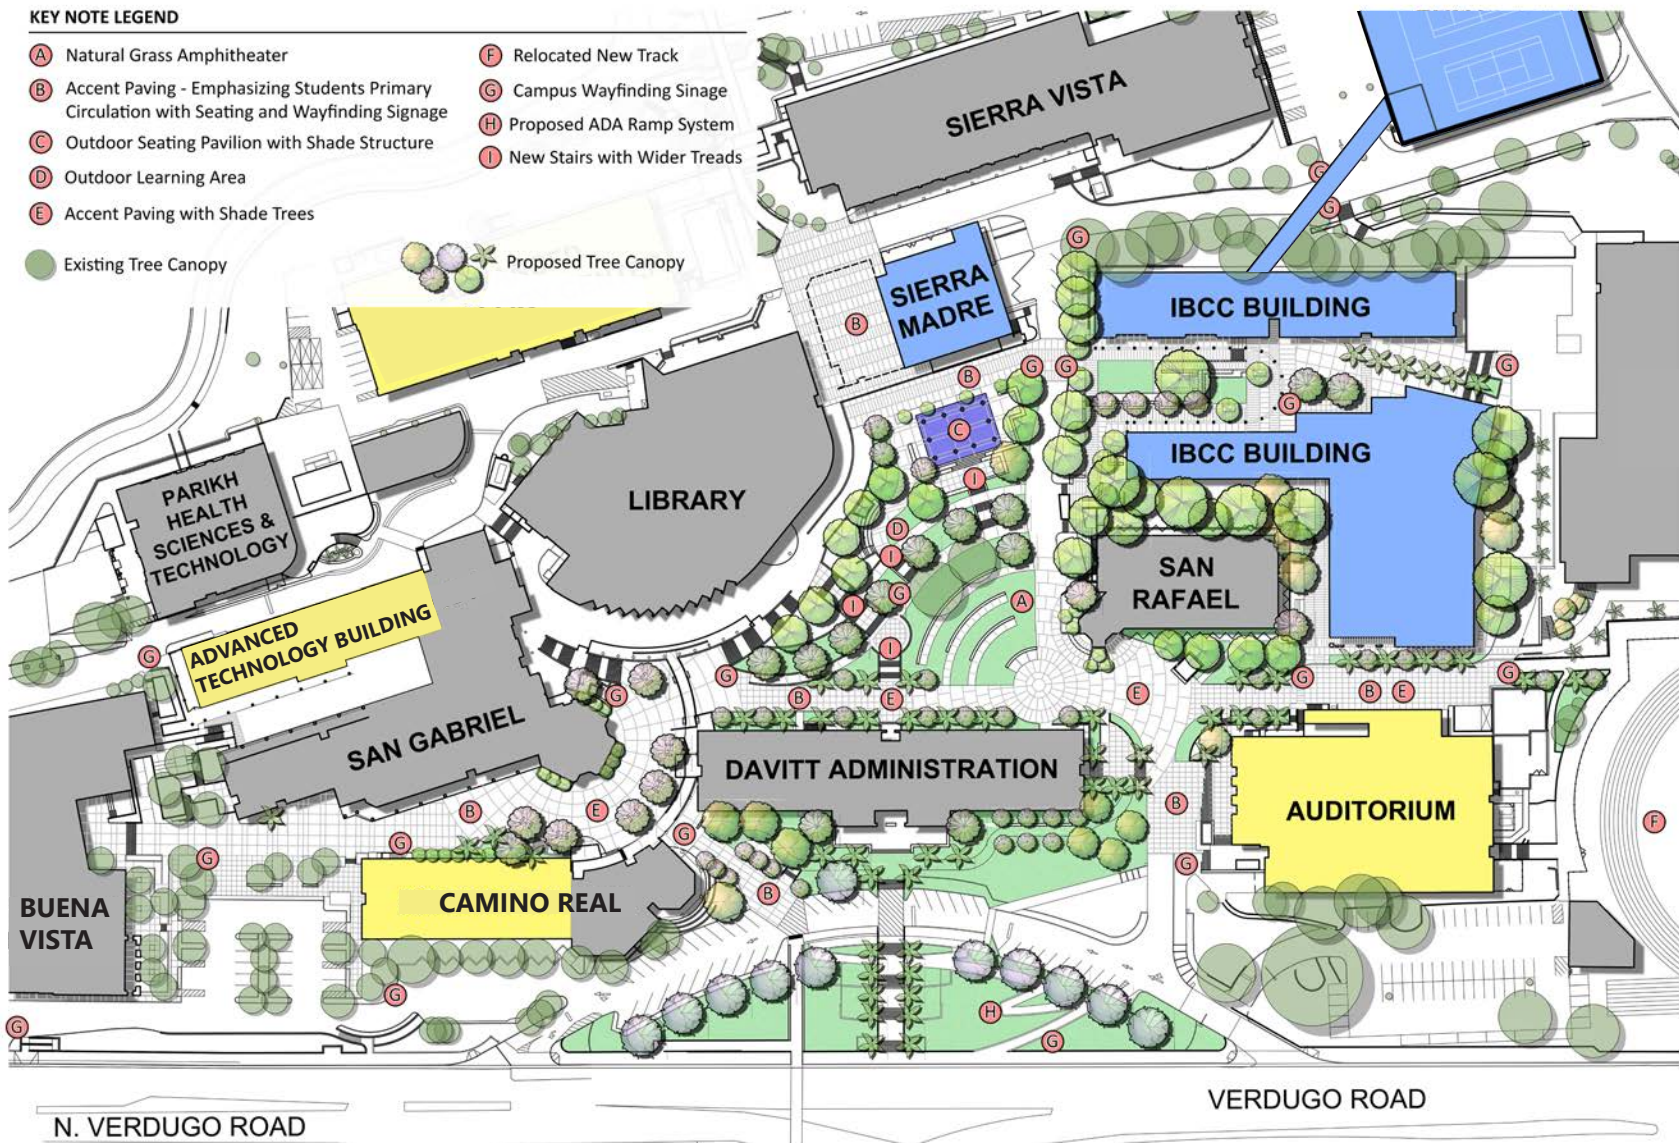 KEY NOTE LEGEND
A Natural Grass Amphitheater
B Accent Paving - Emphasizing Students Primary
Circulation with Seating and Wayfinding Signage
C Outdoor Seating Pavilion with Shade Structure
D Outdoor Learning Area
E Accent Paving with Shade Trees
Existing Tree Canopy
F Relocated New Track
G Campus Wayfinding Sinage
H Proposed ADA Ramp System
I New Stairs with Wider Treads
Proposed Tree Canopy
SIERRA VISTA
G
G
G
SIERRA
MADRE
IBCC BUILDING
B
B
G
G
G
G
C
IBCC BUILDING
I
LIBRARY
PARIKH
HEALTH
SCIENCES &
TECHNOLOGY
D
I
G
I
A
SAN
RAFAEL
ADVANCED
TECHNOLOGY BUILDING
G
I
G
G
B
E
E
G
B
E
G
SAN GABRIEL
DAVITT ADMINISTRATION
B
E
B
AUDITORIUM
F
G
G
G
G
B
BUENA
VISTA
CAMINO REAL
G
H
G
G
VERDUGO ROAD
N. VERDUGO ROAD